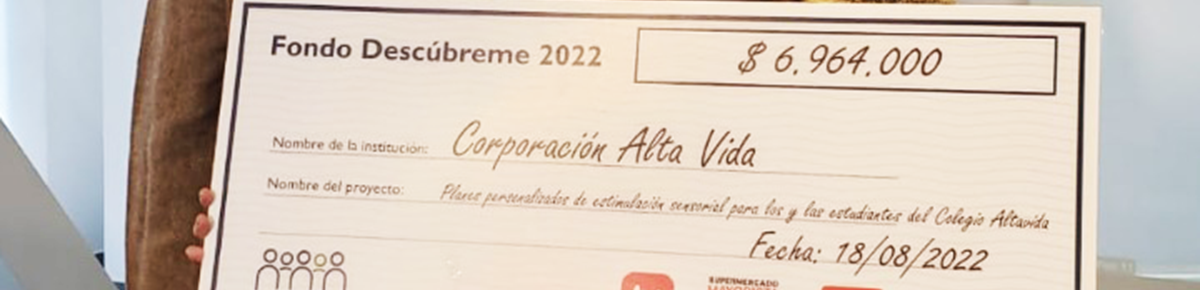 Fondo Descúbreme 2022
$ 6.964.000
Nombre de la institución: Corporación Alta Vida
Nombre del proyecto: Planes personalizados de estimulación sensorial para los y las estudiantes del Colegio Altavida
Fecha: 18/08/2022
SUPERMERCADO